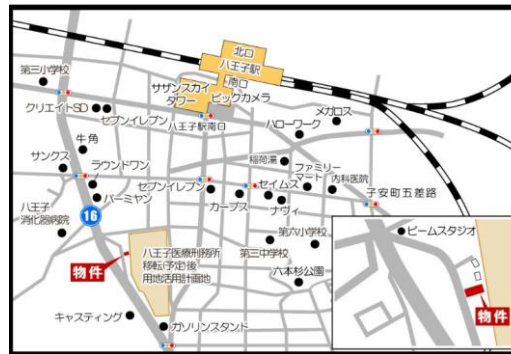 北口
八王子駅
南口
第三小学校
サザンスカイ
タワー
ビックカメラ
クリエイトSD
セブンイレブン
八王子駅南口
メガロス
ハローワーク
牛角
サンクス
ラウンドワン
稲荷湯
ファミリー
マート
内科医院
バーミヤン
セブンイレブン
カーブス
セイムス
ナヴィ
子安町五差路
八王子
消化器病院
16
物件
八王子医療刑務所
移転(予定)後
用地活用計画地
第六小学校
第三中学校
六本杉公園
キャスティング
ガソリンスタンド
ビームスタジオ
物件